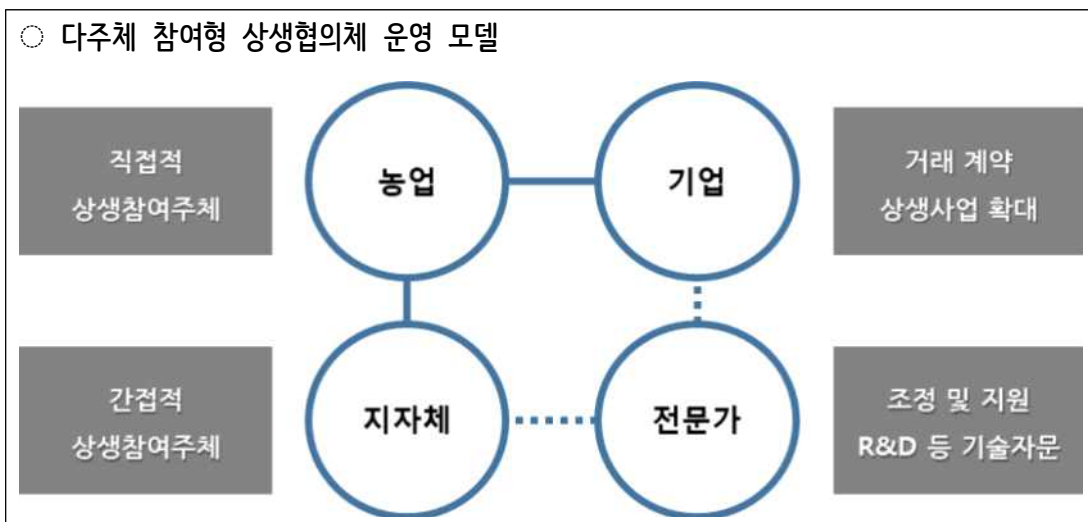 ○ 다주체 참여형 상생협의체 운영 모델
직접적
상생참여주체
농업
기업
거래 계약
상생사업 확대
간접적
상생참여주체
지자체
전문가
조정 및 지원
R&D 등 기술자문